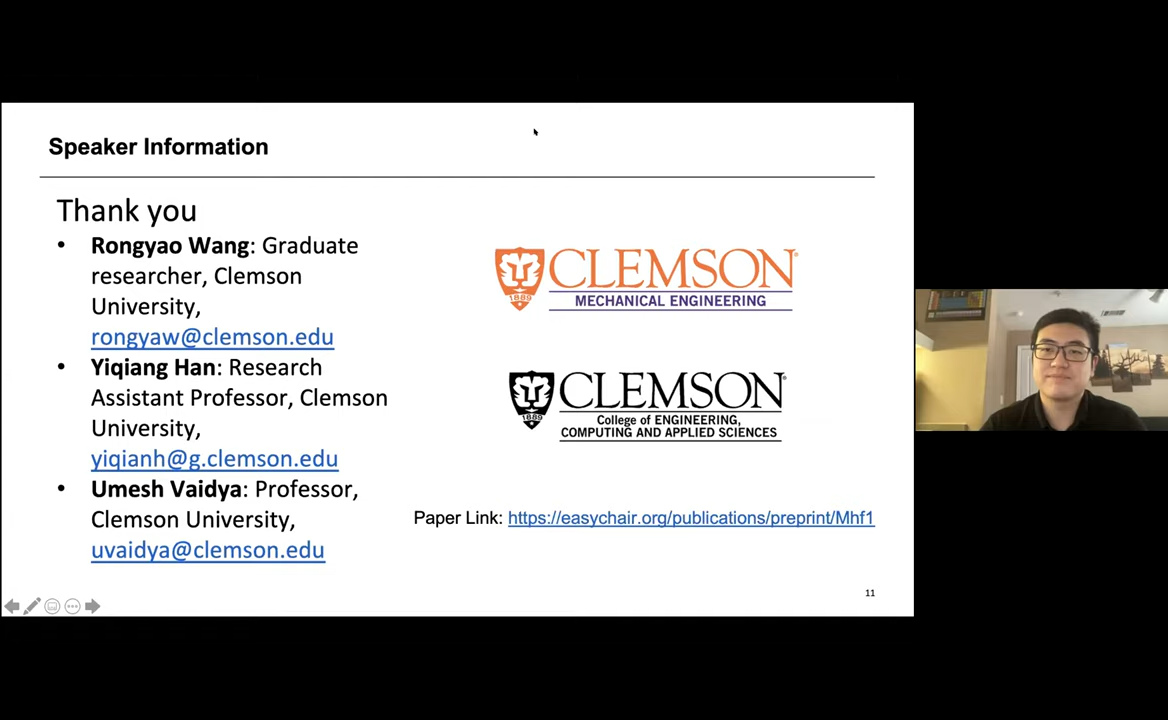 Speaker Information
Thank you
• Rongyao Wang: Graduate
researcher, Clemson
University,
rongyaw@clemson.edu
• Yiqiang Han: Research
Assistant Professor, Clemson
University,
yiqianh@g.clemson.edu
• Umesh Vaidya: Professor,
Clemson University,
uvaidya@clemson.edu
1889
CLEMSON®
MECHANICAL ENGINEERING
1889
CLEMSON®
College of ENGINEERING,
COMPUTING AND APPLIED SCIENCES
Paper Link: https://easychair.org/publications/preprint/Mhf1
11